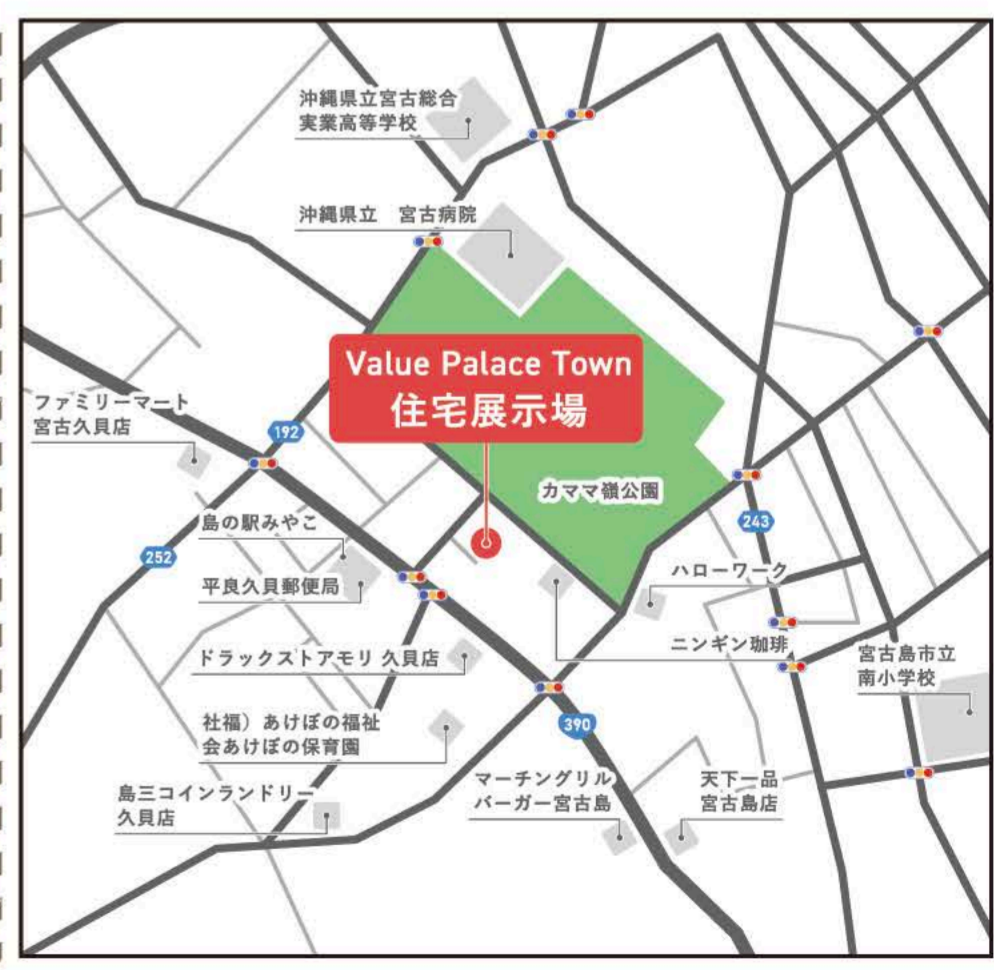 沖縄県立宮古総合
実業高等学校
沖縄県立 宮古病院
Value Palace Town
住宅展示場
ファミリーマート
宮古久貝店
192
カママ嶺公園
島の駅みやこ
243
252
平良久貝郵便局
ハローワーク
ニンギン珈琲
ドラックストアモリ 久貝店
宮古島市立
南小学校
社福）あけぼの福祉
会あけぼの保育園
390
島三コインランドリー
久貝店
マーチングリル
バーガー宮古島
天下一品
宮古島店